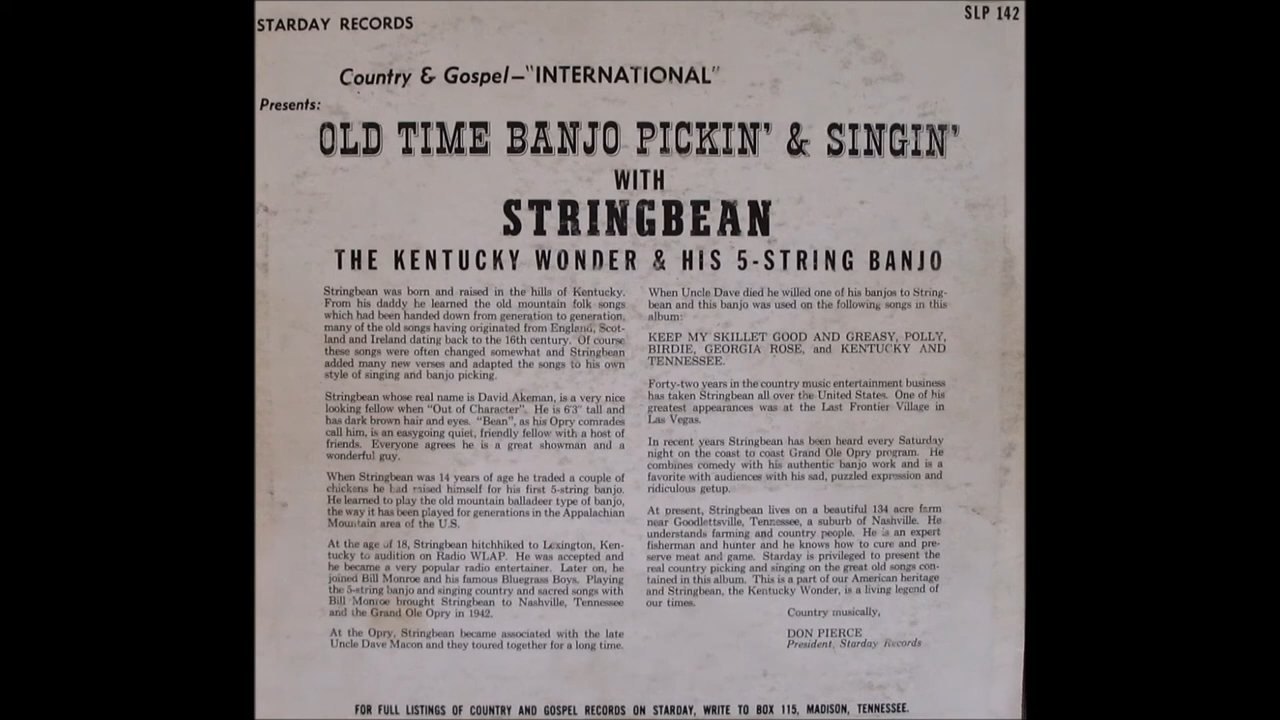 STARDAY RECORDS
SLP 142
Country & Gospel—"INTERNATIONAL"
Presents:
OLD TIME BANJO PICKIN' & SINGIN'
WITH
STRINGBEAN
THE KENTUCKY WONDER & HIS 5-STRING BANJO
Stringbean was born and raised in the hills of Kentucky.
From his daddy he learned the old mountain folk songs
which had been handed down from generation to generation,
many of the old songs having originated from England, Scot-
land and Ireland dating back to the 16th century. Of course
these songs were often changed somewhat and Stringbean
added many new verses and adapted the songs to his own
style of singing and banjo picking.
Stringbean whose real name is David Akeman, is a very nice
looking fellow when "Out of Character". He is 6'3" tall and
has dark brown hair and eyes. "Bean", as his Opry comrades
call him, is an easygoing quiet, friendly fellow with a host of
friends. Everyone agrees he is a great showman and a
wonderful guy.
When Stringbean was 14 years of age he traded a couple of
chickens he had raised himself for his first 5-string banjo.
He learned to play the old mountain balladeer type of banjo,
the way it has been played for generations in the Appalachian
Mountain area of the U.S.
At the age of 18, Stringbean hitchhiked to Lexington, Ken-
tucky to audition on Radio WLAP. He was accepted and
he became a very popular radio entertainer. Later on, he
joined Bill Monroe and his famous Bluegrass Boys. Playing
the 5-string banjo and singing country and sacred songs with
Bill Monroe brought Stringbean to Nashville, Tennessee
and the Grand Ole Opry in 1942.
At the Opry, Stringbean became associated with the late
Uncle Dave Macon and they toured together for a long time.
When Uncle Dave died he willed one of his banjos to String-
bean and this banjo was used on the following songs in this
album:
KEEP MY SKILLET GOOD AND GREASY, POLLY,
BIRDIE, GEORGIA ROSE, and KENTUCKY AND
TENNESSEE.
Forty-two years in the country music entertainment business
has taken Stringbean all over the United States. One of his
greatest appearances was at the Last Frontier Village in
Las Vegas.
In recent years Stringbean has been heard every Saturday
night on the coast to coast Grand Ole Opry program. He
combines comedy with his authentic banjo work and is a
favorite with audiences with his sad, puzzled expression and
ridiculous getup.
At present, Stringbean lives on a beautiful 134 acre farm
near Goodlettsville, Tennessee, a suburb of Nashville. He
understands farming and country people. He is an expert
fisherman and hunter and he knows how to cure and pre-
serve meat and game. Starday is privileged to present the
real country picking and singing on the great old songs con-
tained in this album. This is a part of our American heritage
and Stringbean, the Kentucky Wonder, is a living legend of
our times.
Country musically,
DON PIERCE
President, Starday Records
FOR FULL LISTINGS OF COUNTRY AND GOSPEL RECORDS ON STARDAY, WRITE TO BOX 115, MADISON, TENNESSEE.